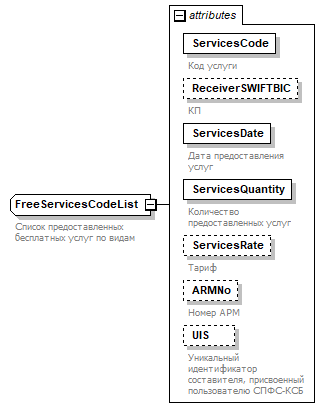 attributes
ServicesCode
Код услуги
ReceiverSWIFTBIC
КП
ServicesDate
Дата предоставления
услуг
FreeServicesCodeList
Список предоставленных
бесплатных услуг по видам
ServicesQuantity
Количество
предоставленных услуг
ServicesRate
Тариф
ARMNo
Номер АРМ
UIS
Уникальный
идентификатор
составителя, присвоенный
пользователю СПФС-КСБ